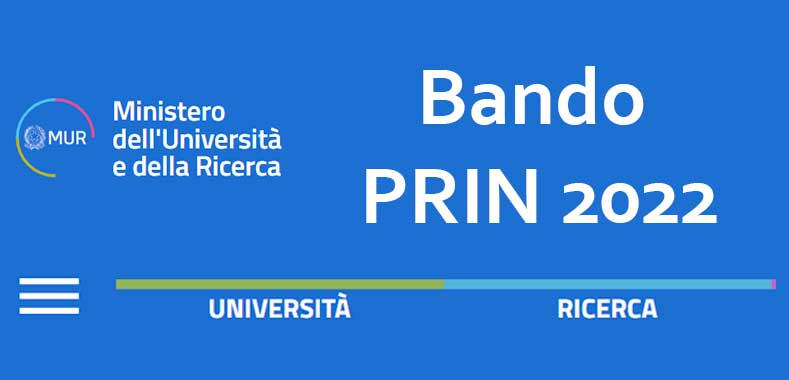 MUR
Ministero
dell'Università
e della Ricerca
Bando
PRIN 2022
UNIVERSITÀ
RICERCA